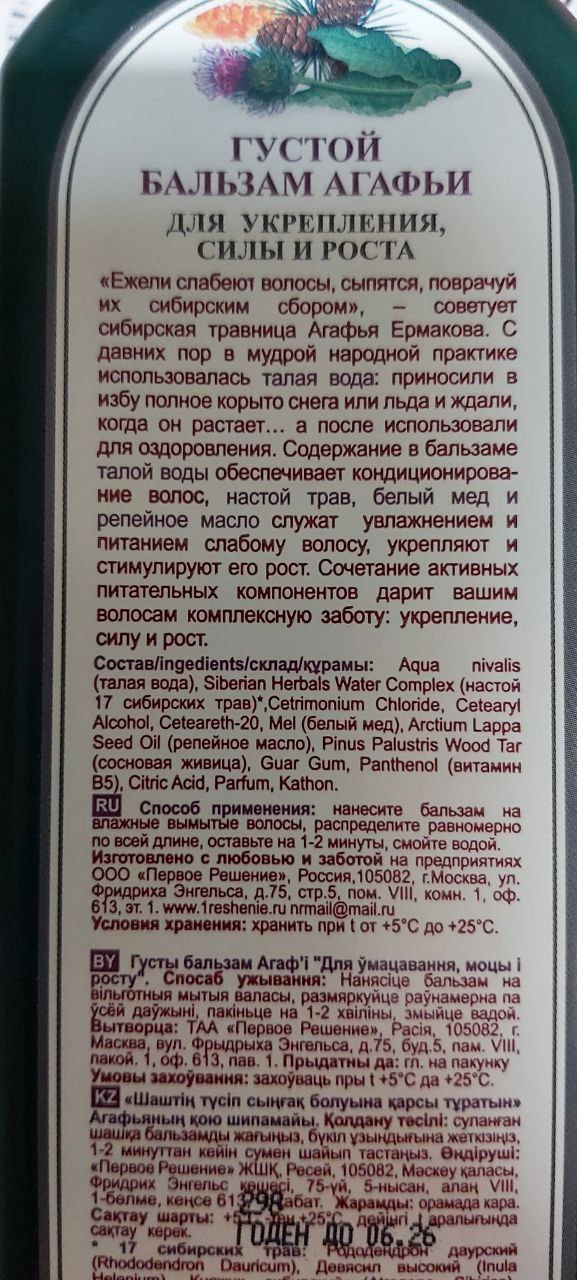 ГУСТОЙ
БАЛЬЗАМ АГАФЬИ
ДЛЯ УКРЕПЛЕНИЯ,
СИЛЫ И РОСТА
«Ежели слабеют волосы, сыпятся, поврачуй
их сибирским сбором», – советует
сибирская травница Агафья Ермакова. С
давних пор в мудрой народной практике
использовалась талая вода: приносили в
избу полное корыто снега или льда и ждали,
когда он растает... а после использовали
для оздоровления. Содержание в бальзаме
талой воды обеспечивает кондиционирова-
ние волос, настой трав, белый мед и
репейное масло служат увлажнением и
питанием слабому волосу, укрепляют и
стимулируют его рост. Сочетание активных
питательных компонентов дарит вашим
волосам комплексную заботу: укрепление,
силу и рост.
Состав/ingedients/склад/құрамы: Aqua nivalis
(талая вода), Siberian Herbals Water Complex (настой
17 сибирских трав)*,Cetrimonium Chloride, Cetearyl
Alcohol, Ceteareth-20, Mel (белый мед), Arctium Lappa
Seed Oil (репейное масло), Pinus Palustris Wood Tar
(сосновая живица), Guar Gum, Panthenol (витамин
B5), Citric Acid, Parfum, Kathon.
RU Способ применения: нанесите бальзам на
влажные вымытые волосы, распределите равномерно
по всей длине, оставьте на 1-2 минуты, смойте водой.
Изготовлено с любовью и заботой на предприятиях
ООО «Первое Решение», Россия,105082, г.Москва, ул.
Фридриха Энгельса, д.75, стр.5, пом. VIII, комн. 1, оф.
613, эт. 1. www.1reshenie.ru nrmail@mail.ru
Условия хранения: хранить при t от +5°С до +25°С.
BY Густы бальзам Агаф'і "Для ўмацавання, моцы і
росту". Спосаб ужывання: Нанясіце бальзам на
вільготныя мытыя валасы, размяркуйце раўнамерна па
ўсёй даўжыні, пакіньце на 1-2 хвіліны, змыйце вадой.
Вытворца: ТАА «Первое Решение», Расія, 105082, г.
Масква, вул. Фрыдрыха Энгельса, д.75, буд.5, пам. VIII,
пакой. 1, оф. 613, пав. 1. Прыдатны да: гл. на пакунку
Умовы захоўвання: захоўваць пры t +5°С да +25°С.
KZ «Шаштің түсіп сынғақ болуына қарсы тұратын»
Агафьяның қою шипамайы. Қолдану тәсілі: суланған
шашқа бальзамды жағыңыз, бүкіл ұзындығына жеткізіңіз,
1-2 минуттан кейін сумен шайып тастаңыз. Өндіруші:
«Первое Решение» ЖШҚ, Ресей, 105082, Мәскеу қаласы,
Фридрих Энгельс көшесі, 75-үй, 5-нысан, алаң VIII,
1-бөлме, кеңсе 613 қабат. Жарамды: орамада қара.
298
Сақтау шарты: +5°С +25°С дейінгі t аралығында
сақтау керек.
ГОДЕН ДО 06.26
* 17 сибирских трав: Рододендрон даурский
(Rhododendron Dauricum), Девясил высокий (Inula